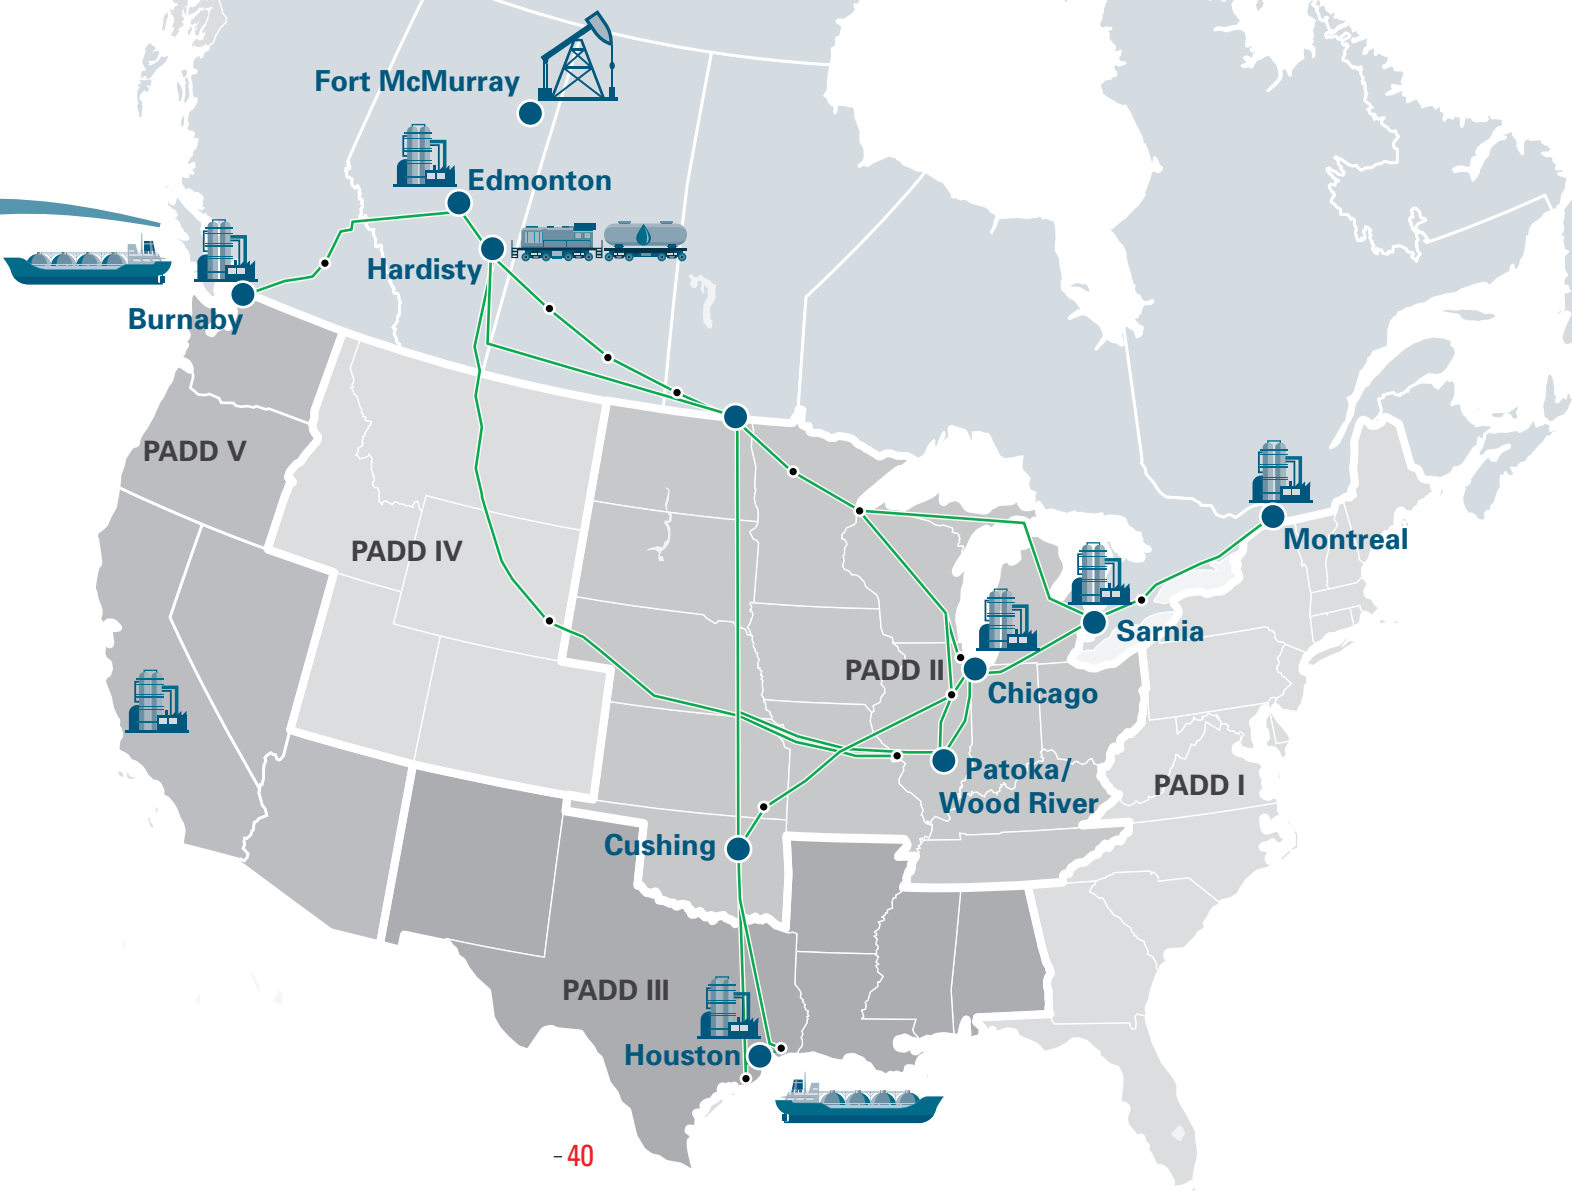 Fort McMurray
Edmonton
Hardisty
Burnaby
PADD V
PADD IV
Montreal
Sarnia
PADD II
Chicago
Patoka/
Wood River
PADD I
Cushing
PADD III
Houston
-40